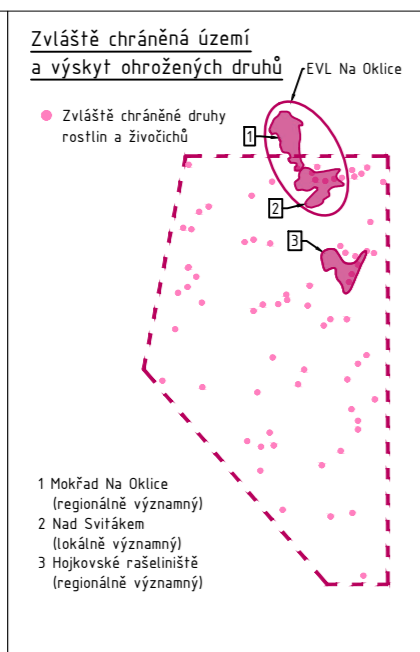 Zvláště chráněná území
a výskyt ohrožených druhů
EVL Na Oklice
Zvláště chráněné druhy
rostlin a živočichů
1
2
3
1 Mokřad Na Oklice
(regionálně významný)
2 Nad Svitákem
(lokálně významný)
3 Hojkovské rašeliniště
(regionálně významný)